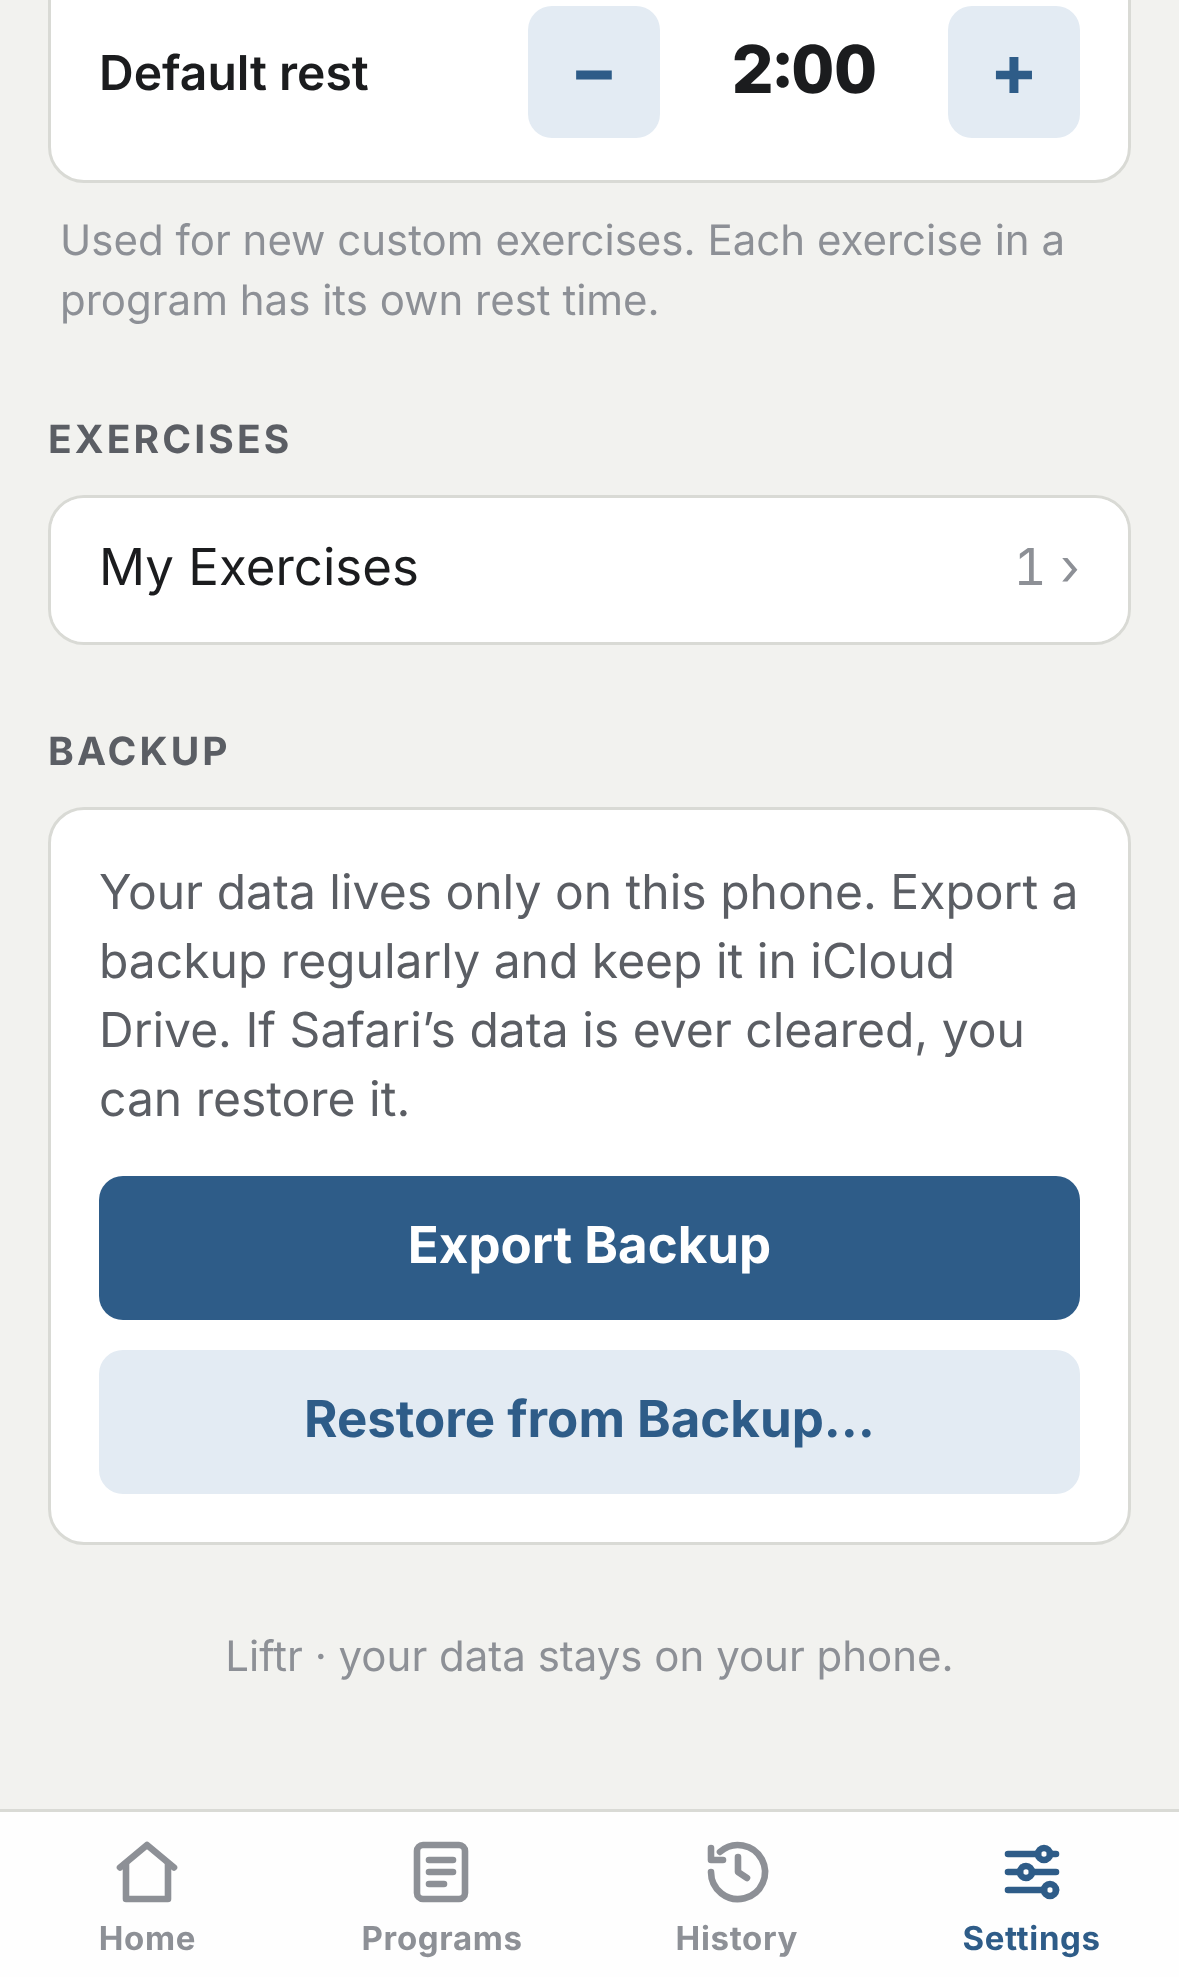 Default rest − 2:00 +
Used for new custom exercises. Each exercise in a
program has its own rest time.
EXERCISES
My Exercises 1 ›
BACKUP
Your data lives only on this phone. Export a
backup regularly and keep it in iCloud
Drive. If Safari’s data is ever cleared, you
can restore it.
Export Backup
Restore from Backup…
Liftr · your data stays on your phone.
Home Programs History Settings